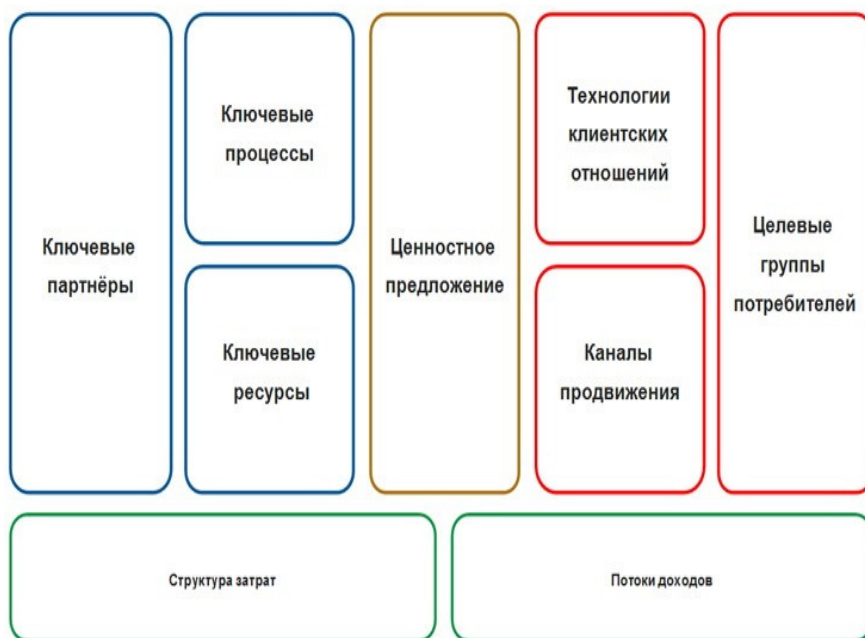 Ключевые
партнёры
Ключевые
процессы
Ключевые
ресурсы
Ценностное
предложение
Технологии
клиентских
отношений
Каналы
продвижения
Целевые
группы
потребителей
Структура затрат
Потоки доходов